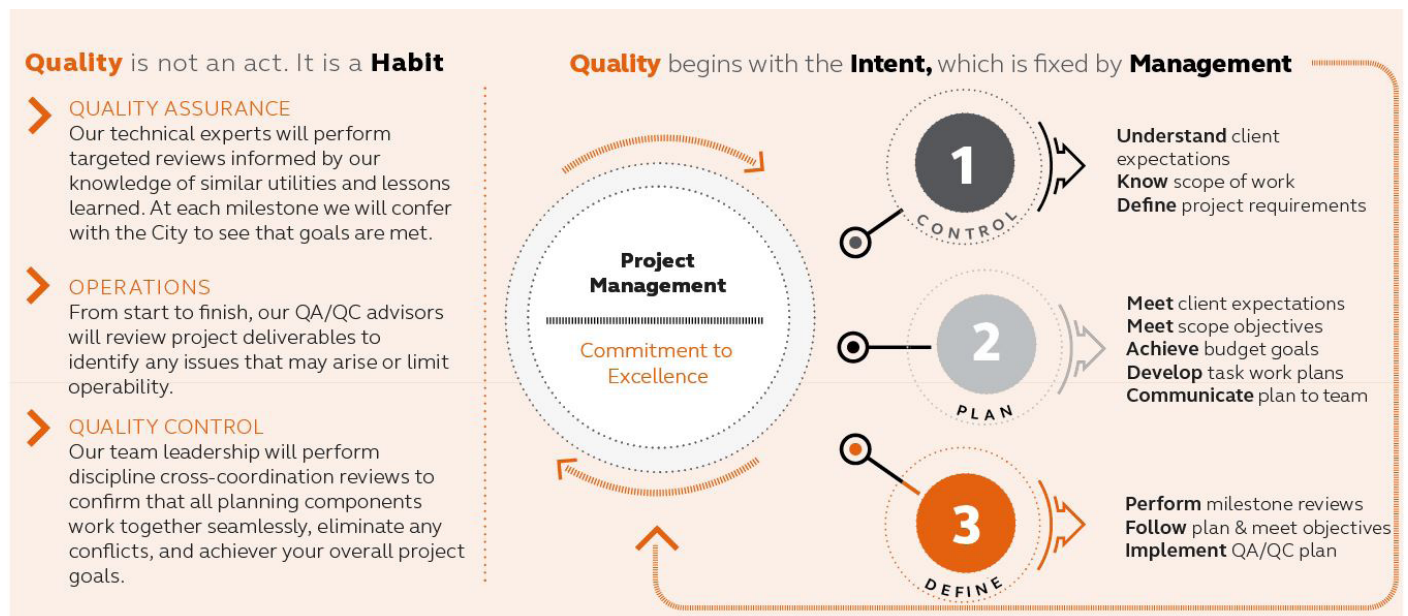 Quality is not an act. It is a Habit
QUALITY ASSURANCE
Our technical experts will perform
targeted reviews informed by our
knowledge of similar utilities and lessons
learned. At each milestone we will confer
with the City to see that goals are met.
OPERATIONS
From start to finish, our QA/QC advisors
will review project deliverables to
identify any issues that may arise or limit
operability.
QUALITY CONTROL
Our team leadership will perform
discipline cross-coordination reviews to
confirm that all planning components
work together seamlessly, eliminate any
conflicts, and achiever your overall project
goals.
Quality begins with the Intent, which is fixed by Management
Project
Management
Commitment to
Excellence
1
CONTROL
Understand client
expectations
Know scope of work
Define project requirements
2
PLAN
Meet client expectations
Meet scope objectives
Achieve budget goals
Develop task work plans
Communicate plan to team
3
DEFINE
Perform milestone reviews
Follow plan & meet objectives
Implement QA/QC plan